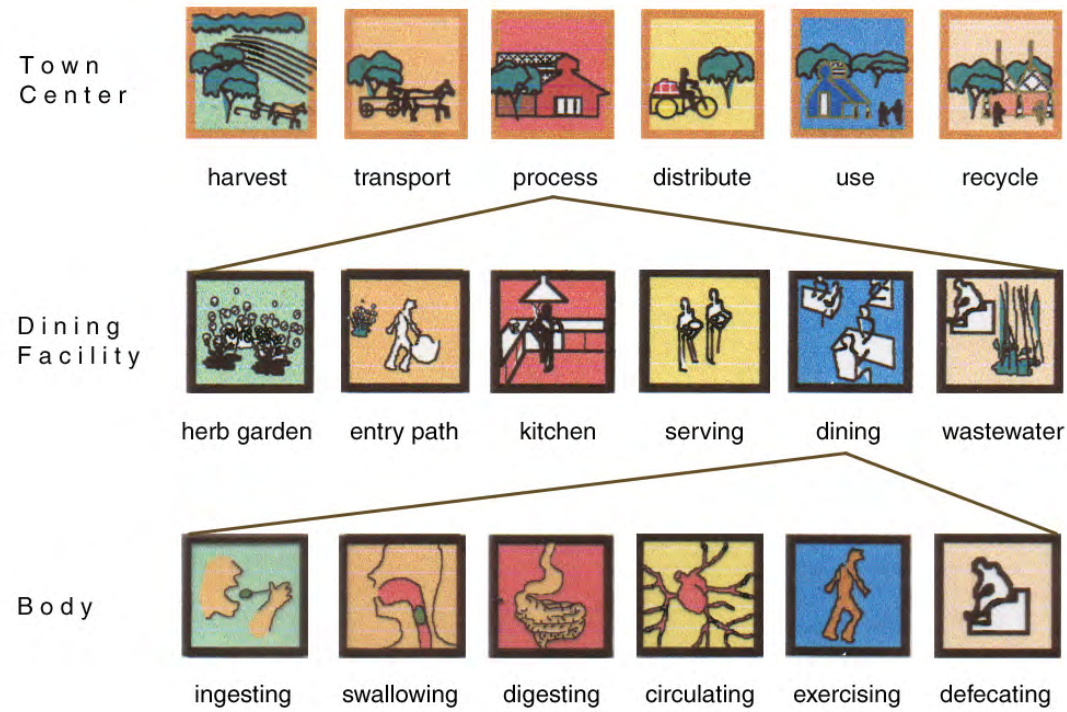 Town
Center
harvest transport process distribute use recycle
Dining
Facility
herb garden entry path kitchen serving dining wastewater
Body
ingesting swallowing digesting circulating exercising defecating